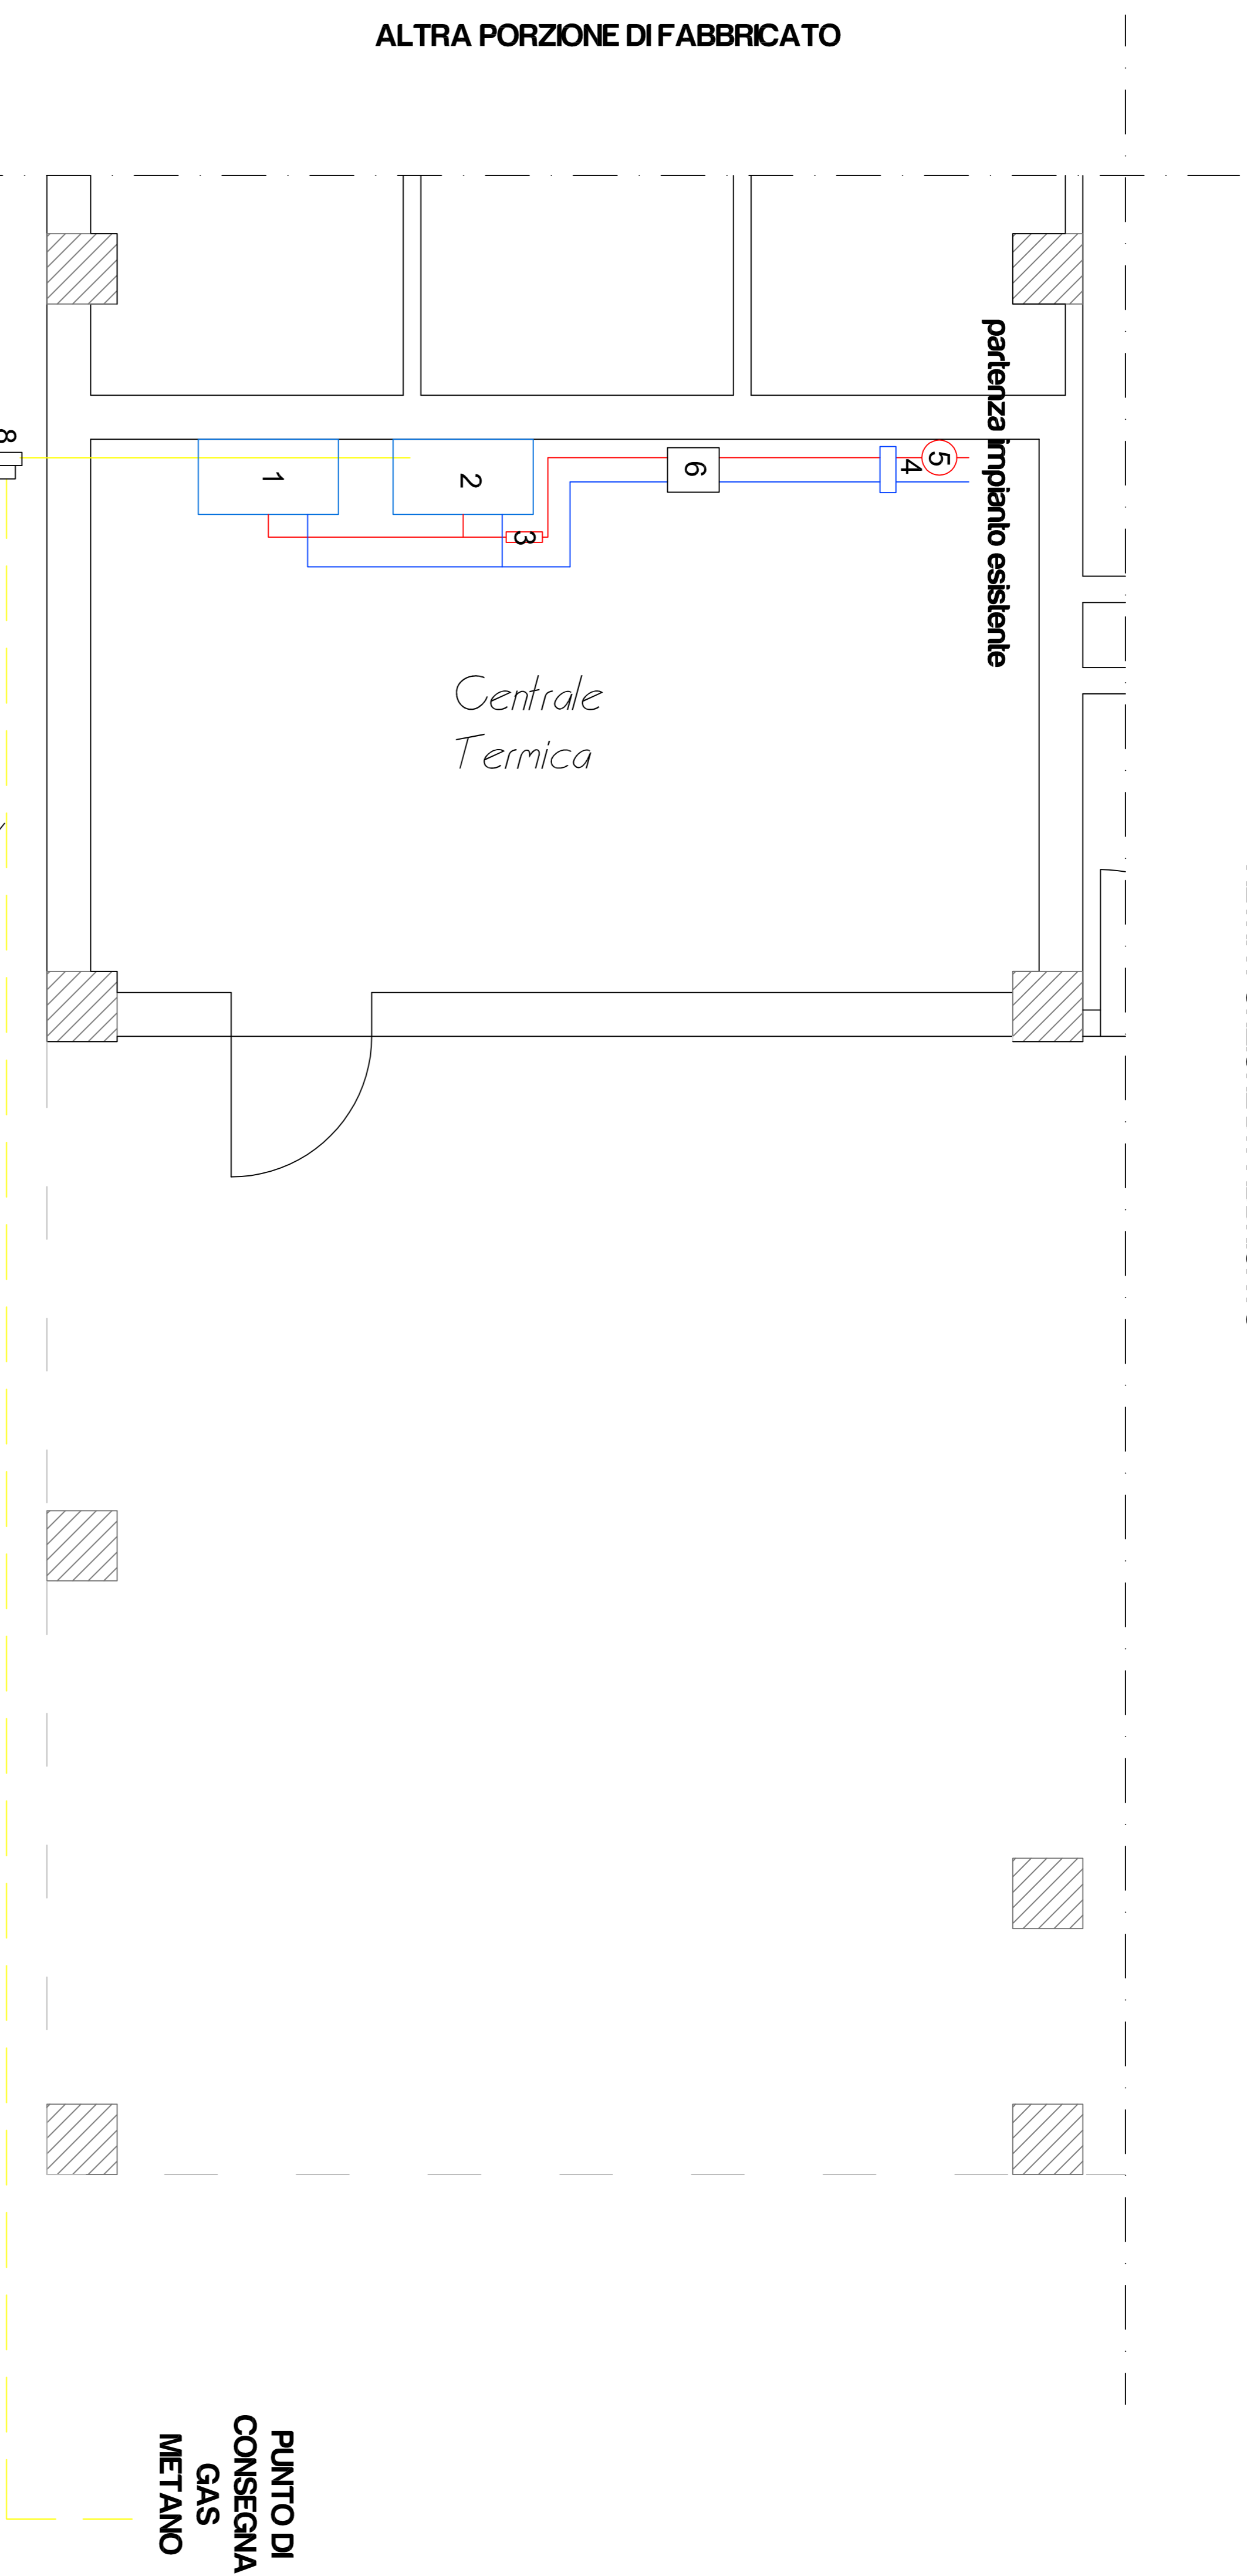 ALTRA PORZIONE DI FABBRICATO
partenza impianto esistente
8
1
2
3
6
4
5
Centrale
Termica
PUNTO DI
CONSEGNA
GAS
METANO